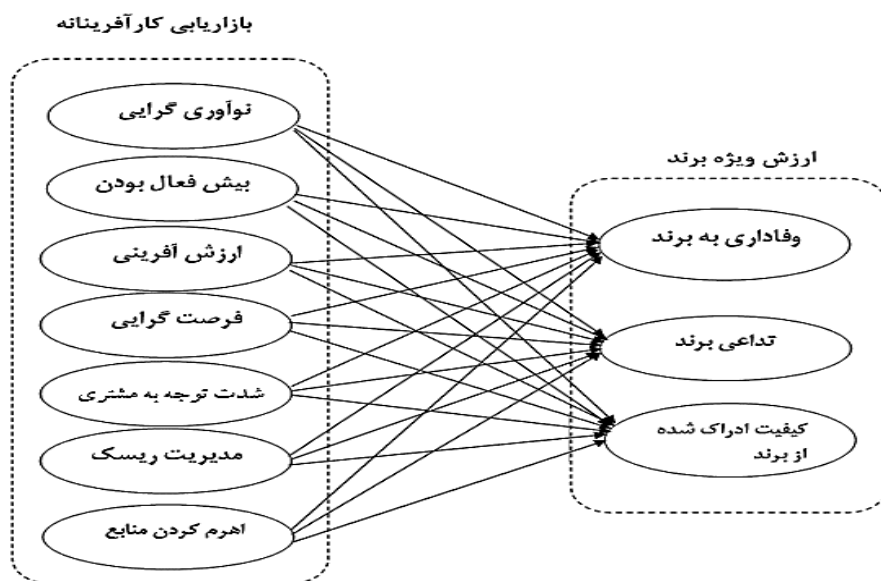 بازاریابی کارآفرینانه
نوآوری گرایی
بیش فعال بودن
ارزش آفرینی
فرصت گرایی
شدت توجه به مشتری
مدیریت ریسک
اهرم کردن منابع
ارزش ویژه برند
وفاداری به برند
تداعی برند
کیفیت ادراک شده
از برند